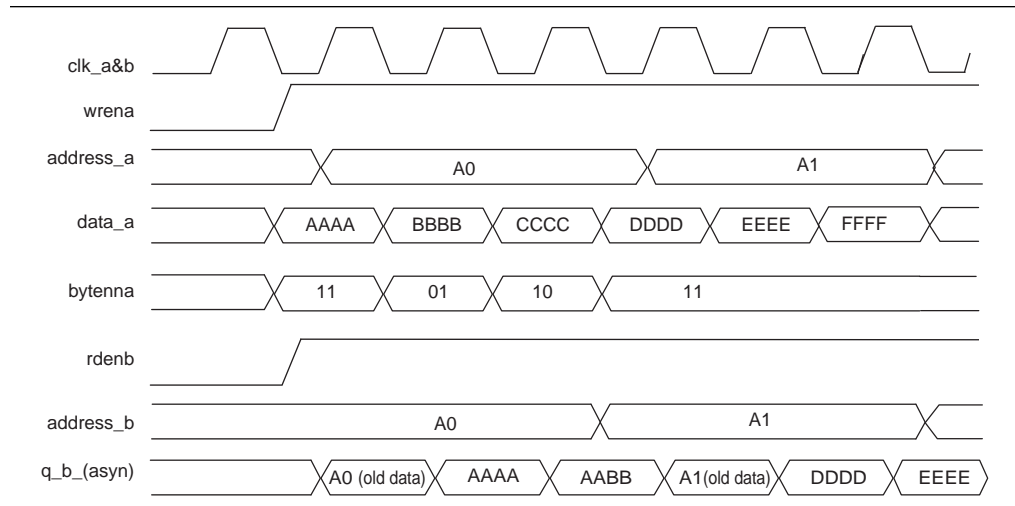 clk_a&b
wrena
address_a A0 A1
data_a AAAA BBBB CCCC DDDD EEEE FFFF
bytenna 11 01 10 11
rdenb
address_b A0 A1
q_b_(asyn) A0 (old data) AAAA AABB A1(old data) DDDD EEEE